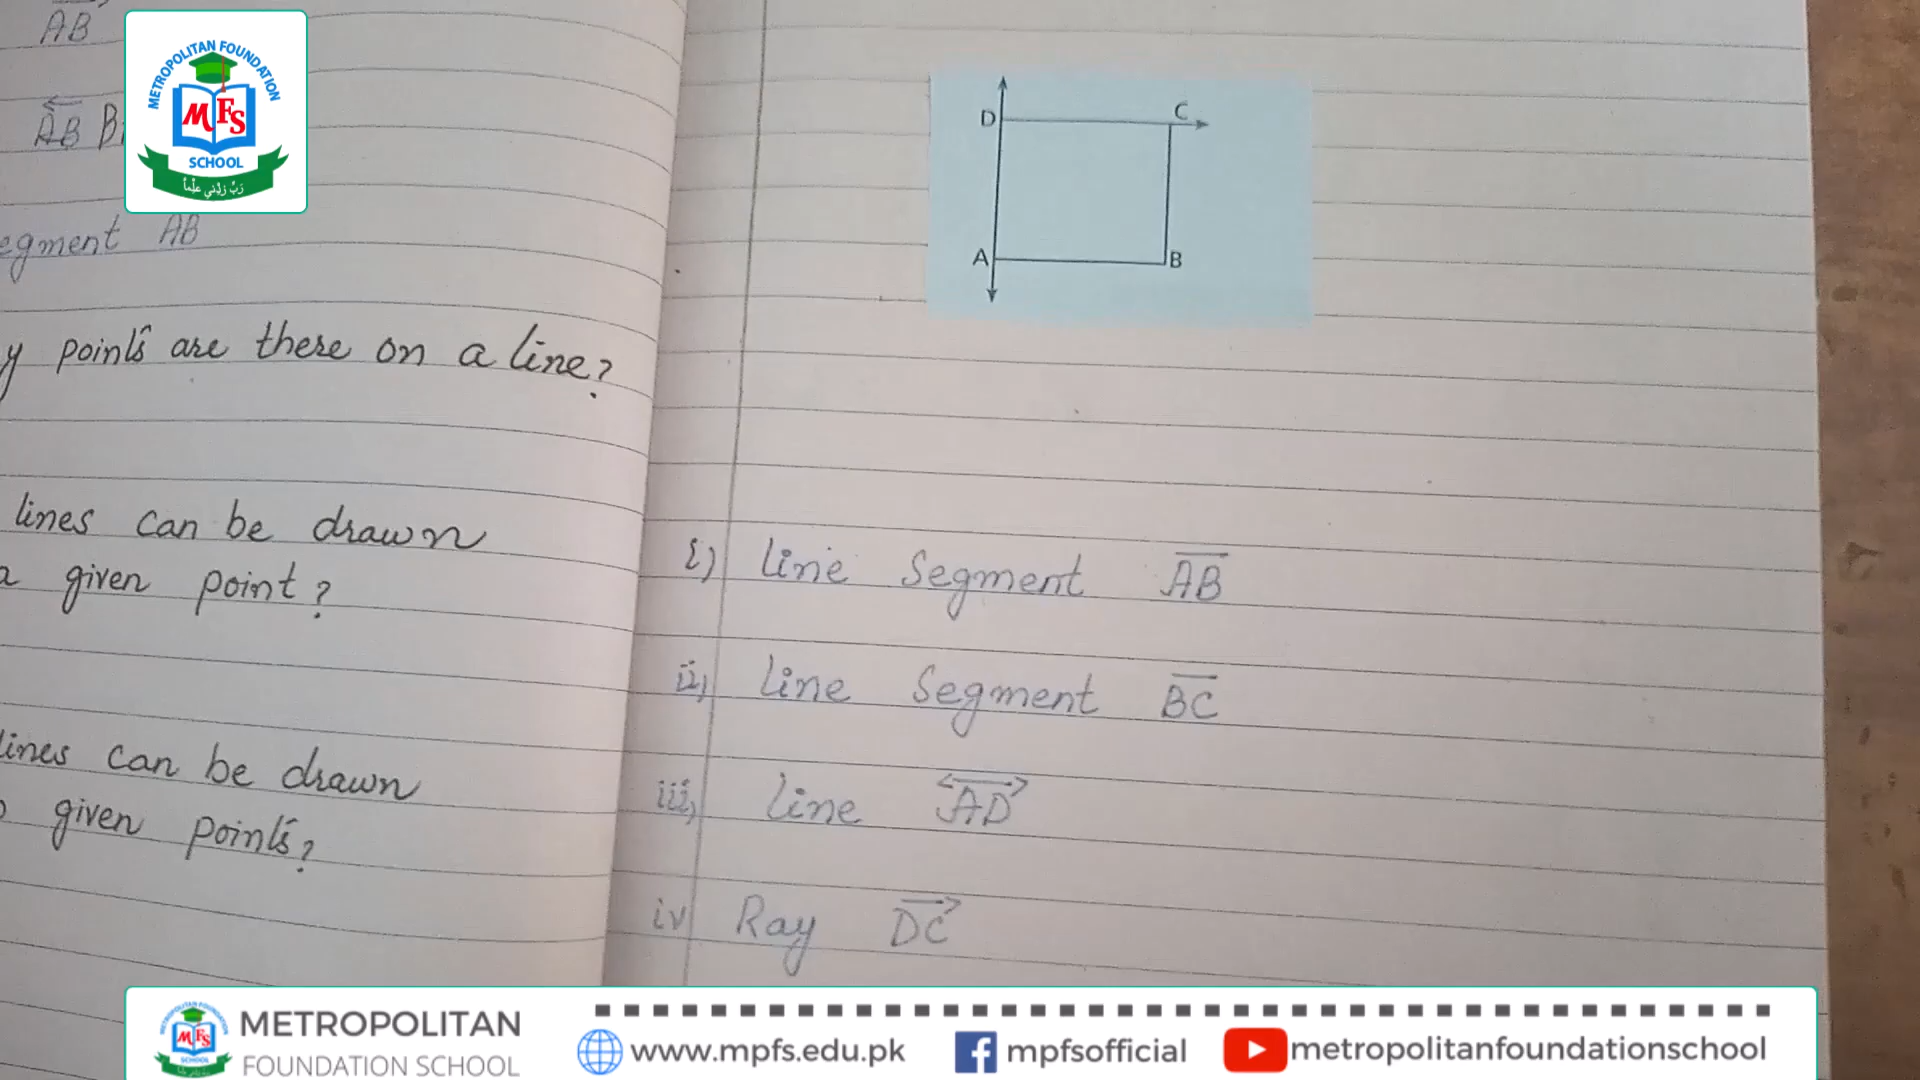 AB
AB
egment AB
y points are there on a line?
lines can be drawn
a given point?
lines can be drawn
given points?
METROPOLITAN FOUNDATION
MFS
SCHOOL
رَبِّ زِدْنِي عِلْمًا
D
C
A
B
i) Line Segment AB
ii) Line Segment BC
iii) Line AD
iv Ray DC
METROPOLITAN
FOUNDATION SCHOOL
www.mpfs.edu.pk
mpfsofficial
metropolitanfoundationschool